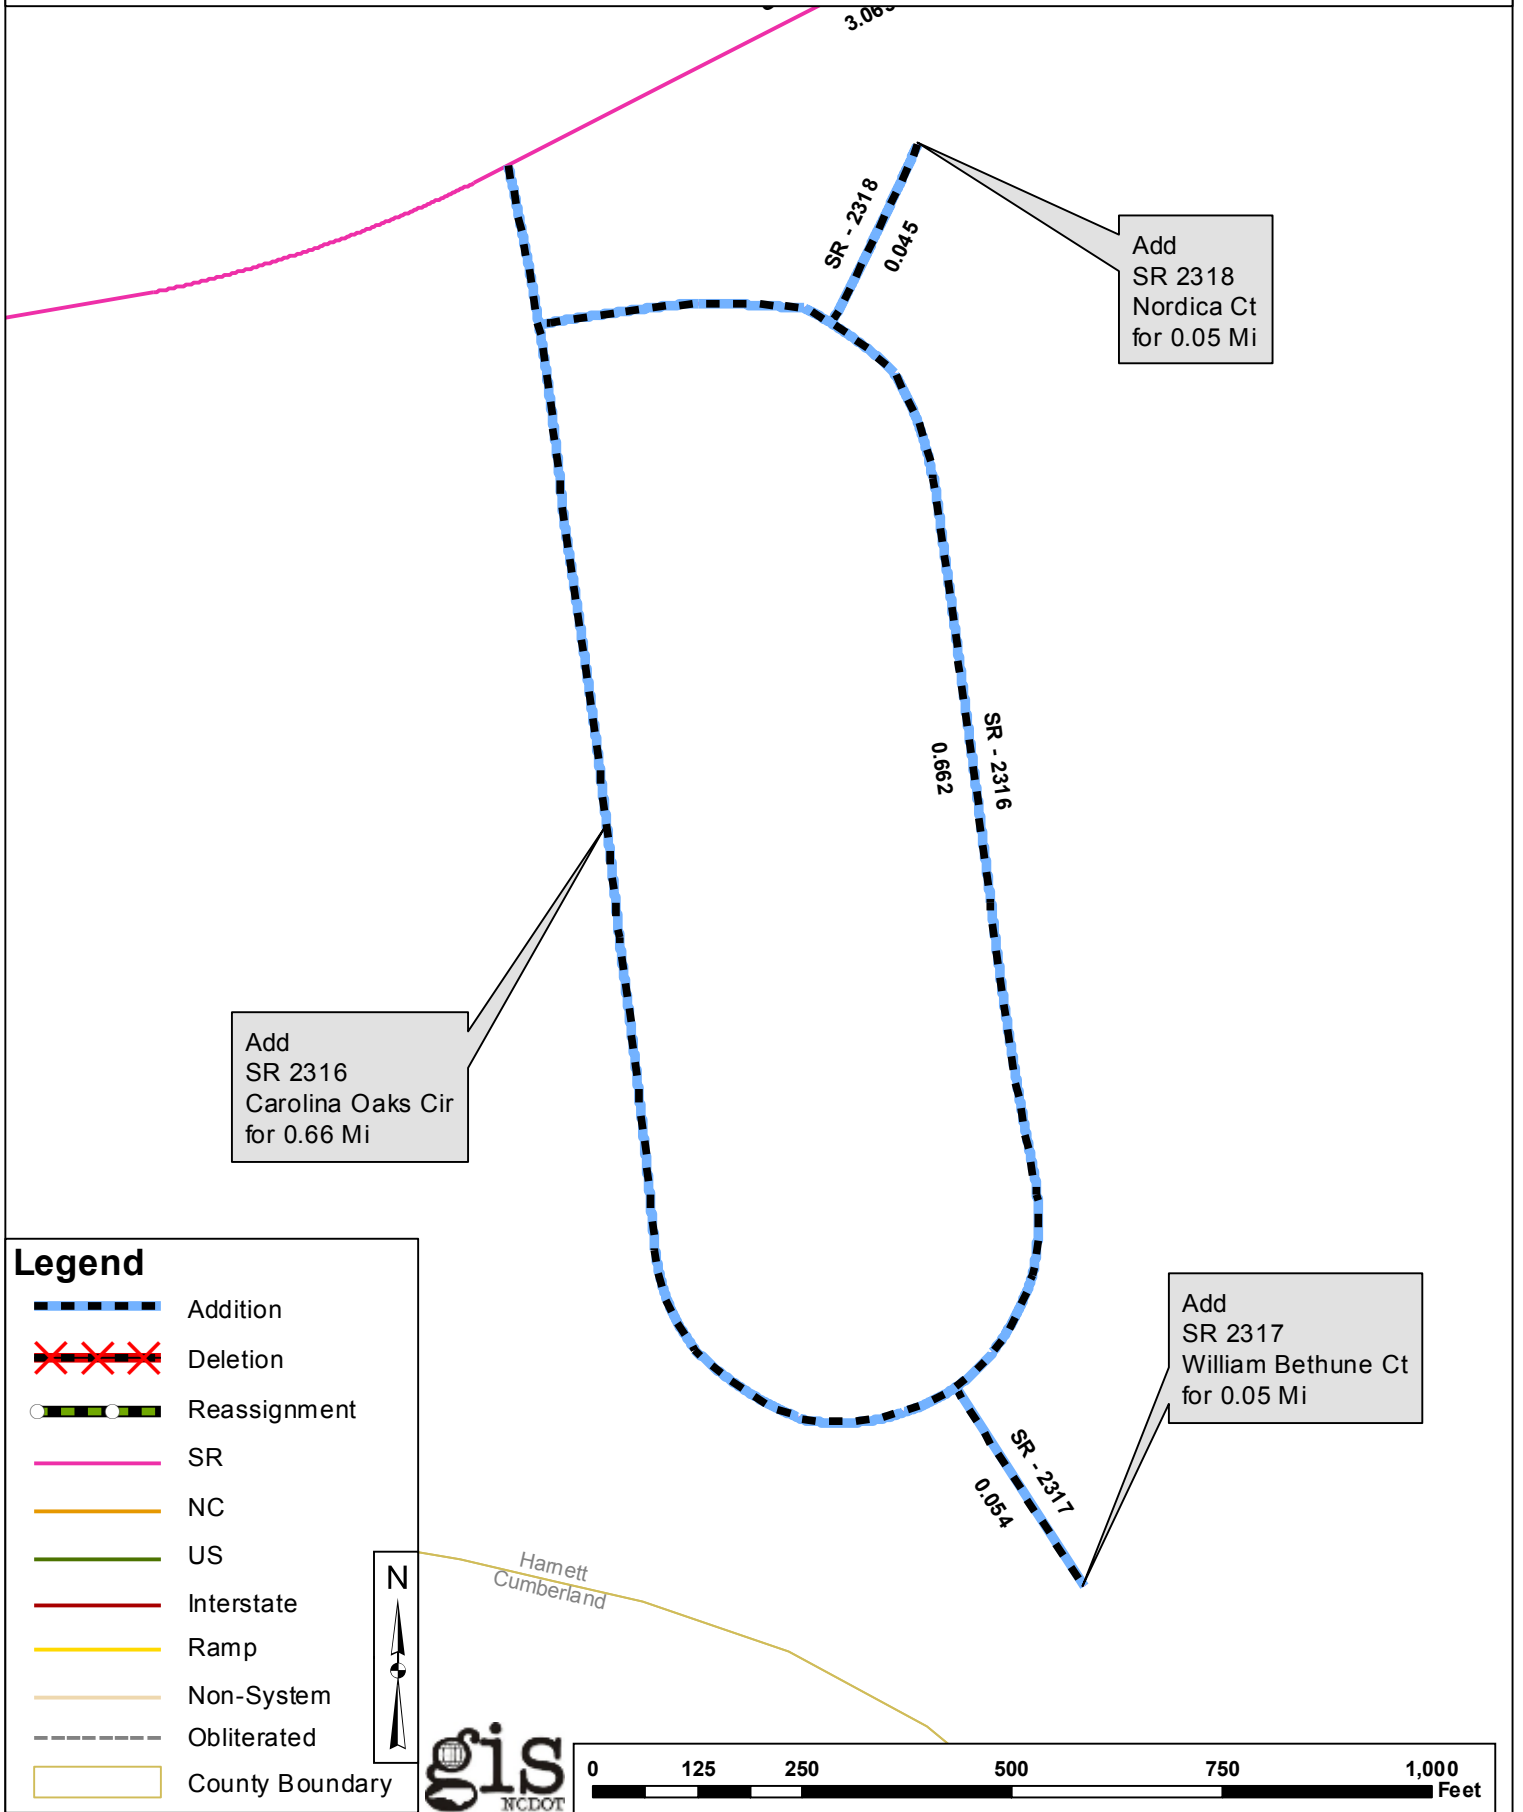 SR - 2318
0.045
Add
SR 2318
Nordica Ct
for 0.05 Mi
SR - 2316
0.662
Add
SR 2316
Carolina Oaks Cir
for 0.66 Mi
Add
SR 2317
William Bethune Ct
for 0.05 Mi
SR - 2317
0.054
Harnett
Cumberland
Legend
Addition
Deletion
Reassignment
SR
NC
US
Interstate
Ramp
Non-System
Obliterated
County Boundary
N
gis
NCDOT
0 125 250 500 750 1,000
Feet